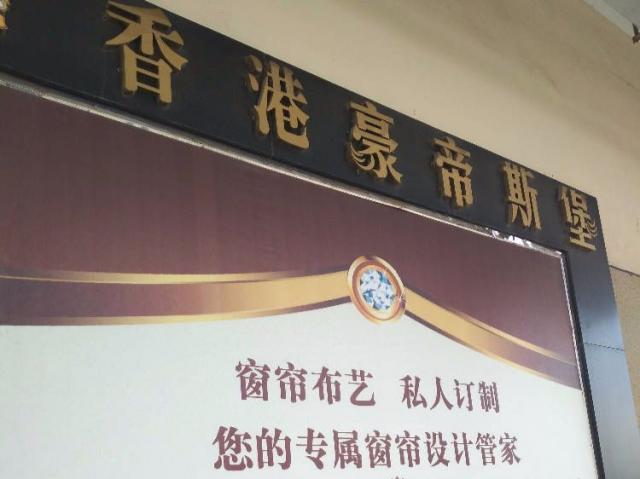 香港豪帝斯堡
窗帘布艺 私人订制
您的专属窗帘设计管家